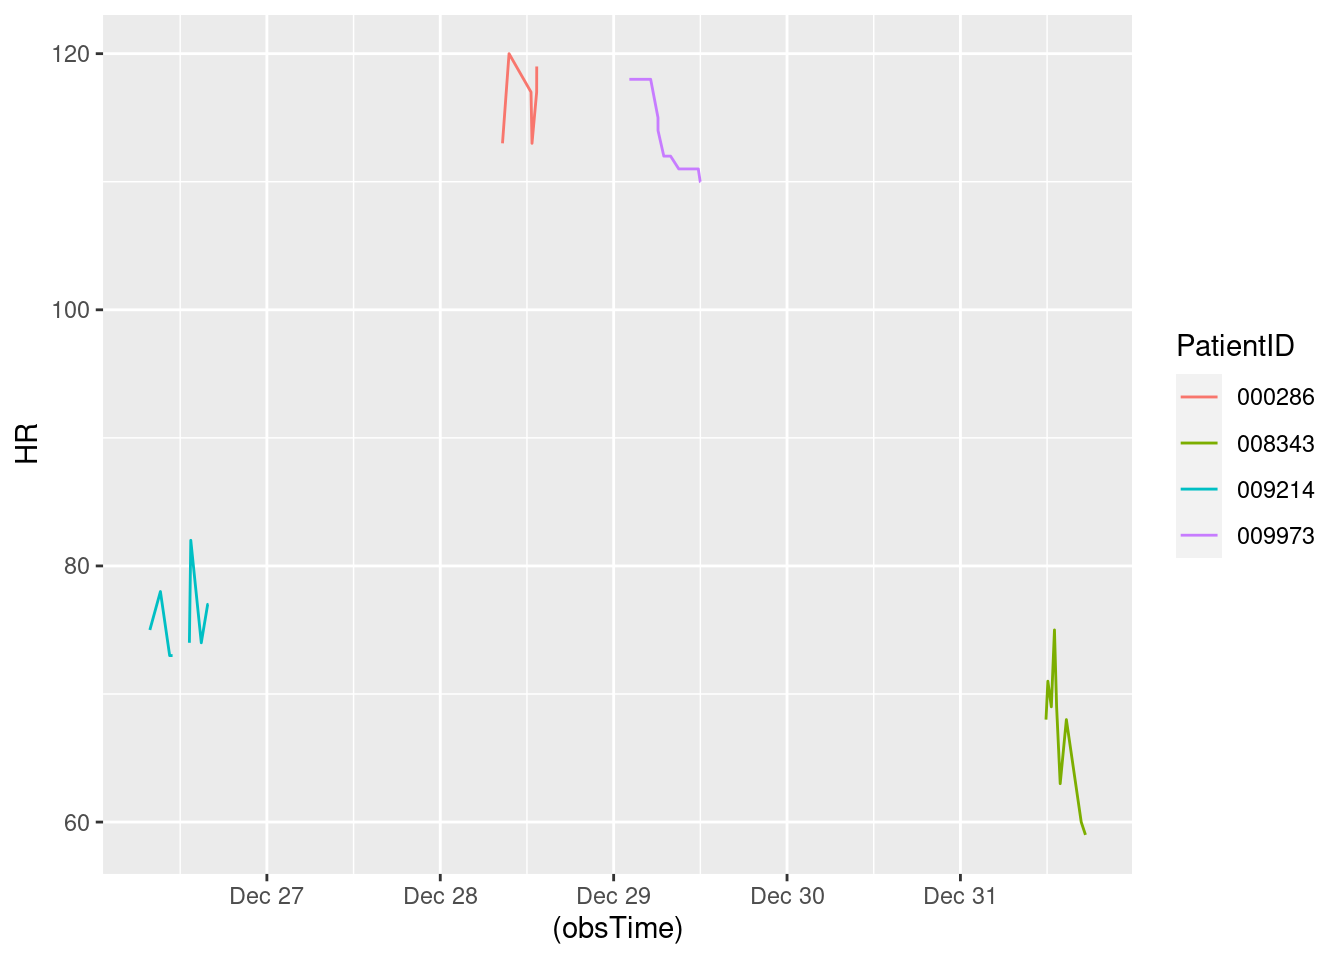 120
100
80
60
HR
Dec 27 Dec 28 Dec 29 Dec 30 Dec 31
(obsTime)
PatientID
000286
008343
009214
009973